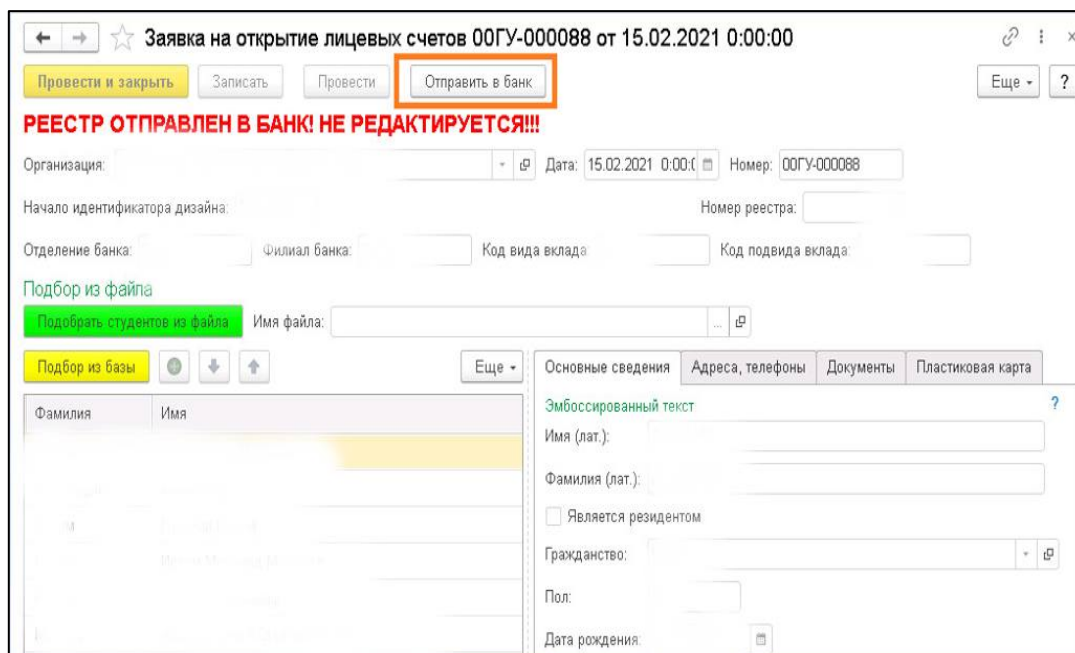 Заявка на открытие лицевых счетов 00ГУ-000088 от 15.02.2021 0:00:00
Провести и закрыть Записать Провести Отправить в банк Еще ?
РЕЕСТР ОТПРАВЛЕН В БАНК! НЕ РЕДАКТИРУЕТСЯ!!!
Организация: Дата: 15.02.2021 0:00:0 Номер: 00ГУ-000088
Начало идентификатора дизайна: Номер реестра:
Отделение банка: Филиал банка: Код вида вклада: Код подвида вклада:
Подбор из файла
Подобрать студентов из файла Имя файла: ...
Подбор из базы Еще Основные сведения Адреса, телефоны Документы Пластиковая карта
Фамилия Имя
Эмбоссированный текст ?
Имя (лат.):
Фамилия (лат.):
Является резидентом
Гражданство:
Пол:
Дата рождения: